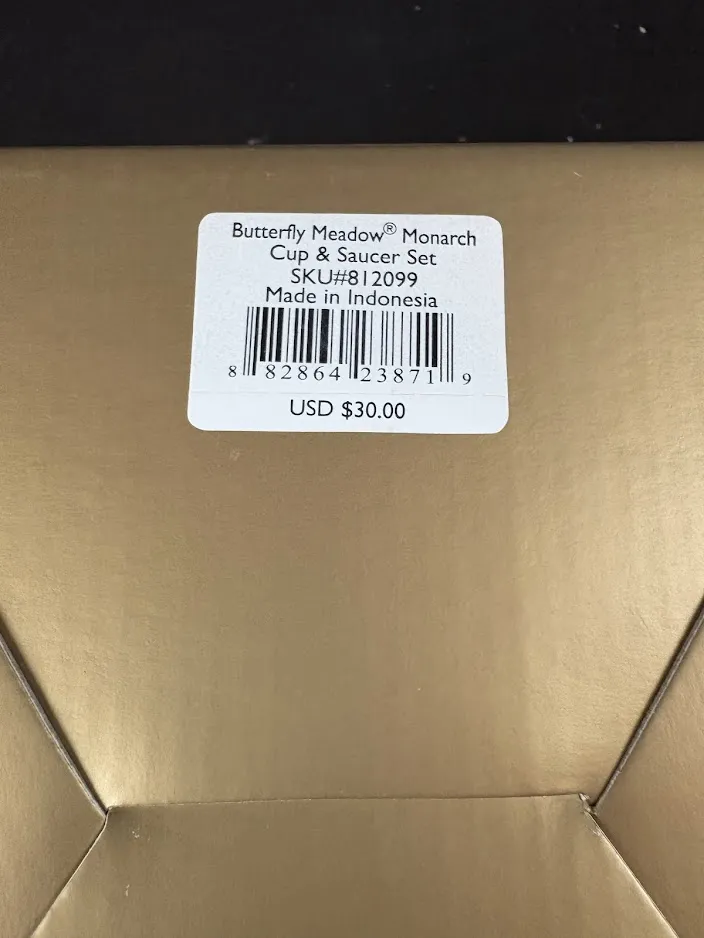 Butterfly Meadow® Monarch
Cup & Saucer Set
SKU#812099
Made in Indonesia
8 82864 23871 9
USD $30.00